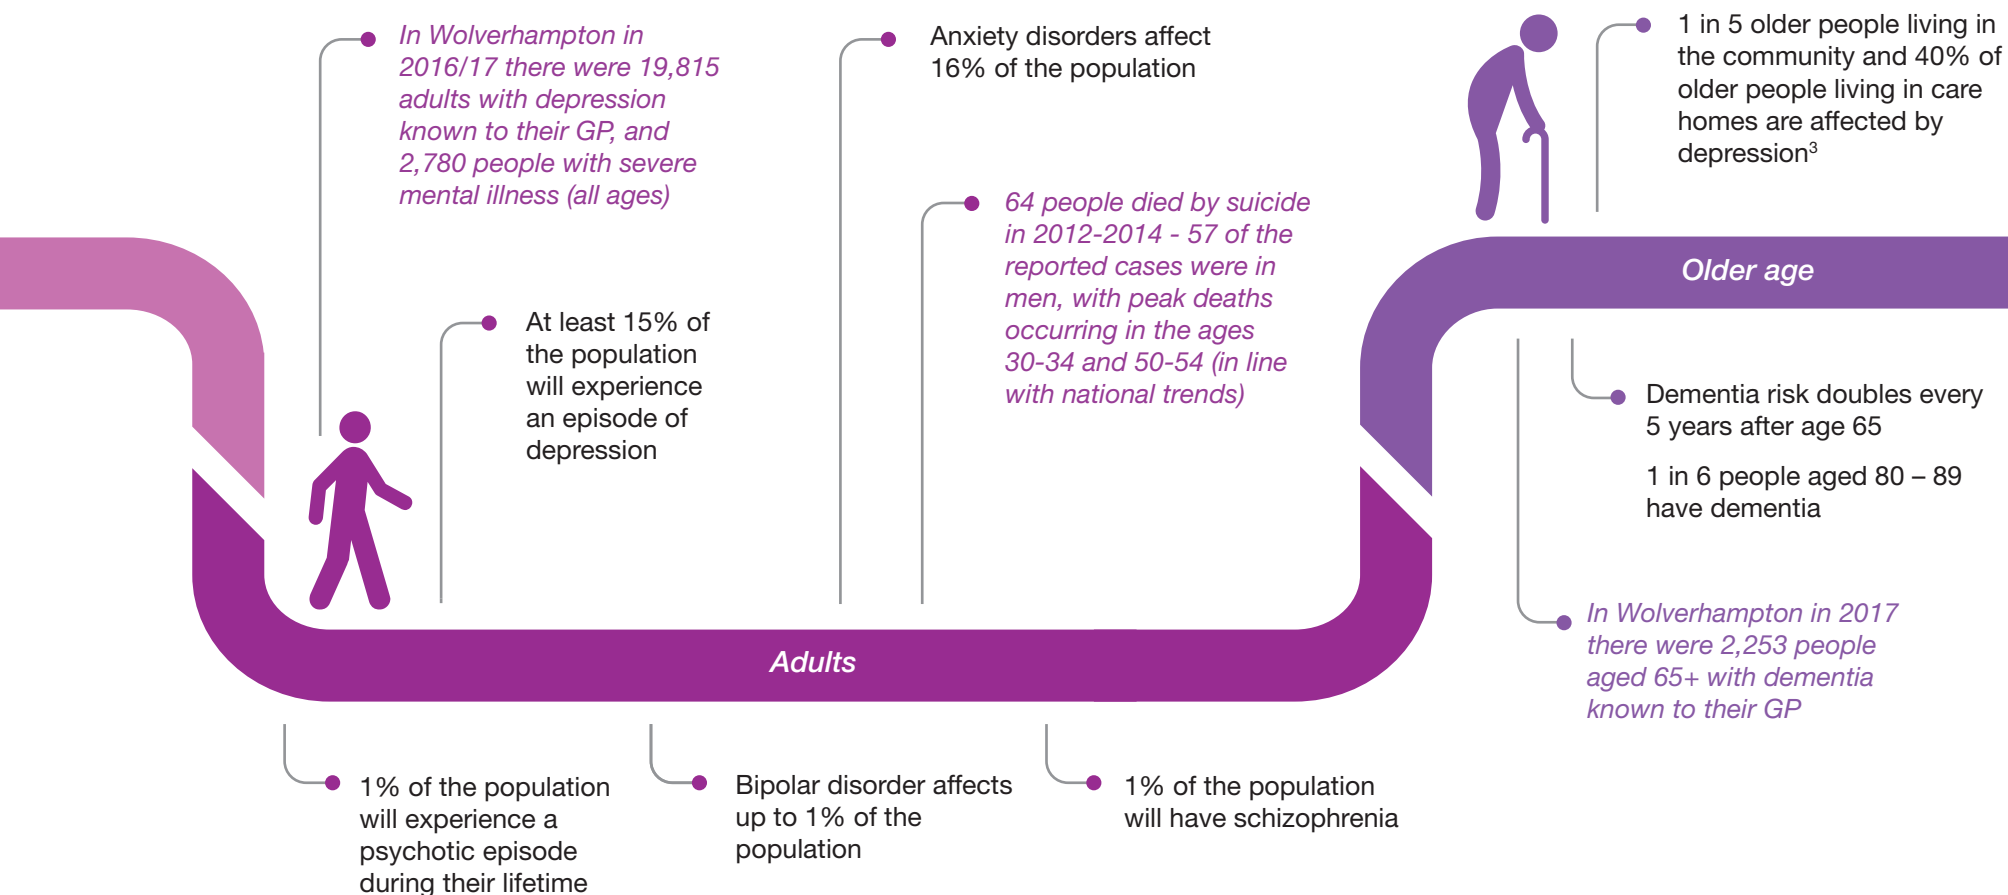 In Wolverhampton in
2016/17 there were 19,815
adults with depression
known to their GP, and
2,780 people with severe
mental illness (all ages)
At least 15% of
the population
will experience
an episode of
depression
Anxiety disorders affect
16% of the population
64 people died by suicide
in 2012-2014 - 57 of the
reported cases were in
men, with peak deaths
occurring in the ages
30-34 and 50-54 (in line
with national trends)
Adults
1% of the population
will experience a
psychotic episode
during their lifetime
Bipolar disorder affects
up to 1% of the
population
1% of the population
will have schizophrenia
1 in 5 older people living in
the community and 40% of
older people living in care
homes are affected by
depression³
Older age
Dementia risk doubles every
5 years after age 65
1 in 6 people aged 80 – 89
have dementia
In Wolverhampton in 2017
there were 2,253 people
aged 65+ with dementia
known to their GP